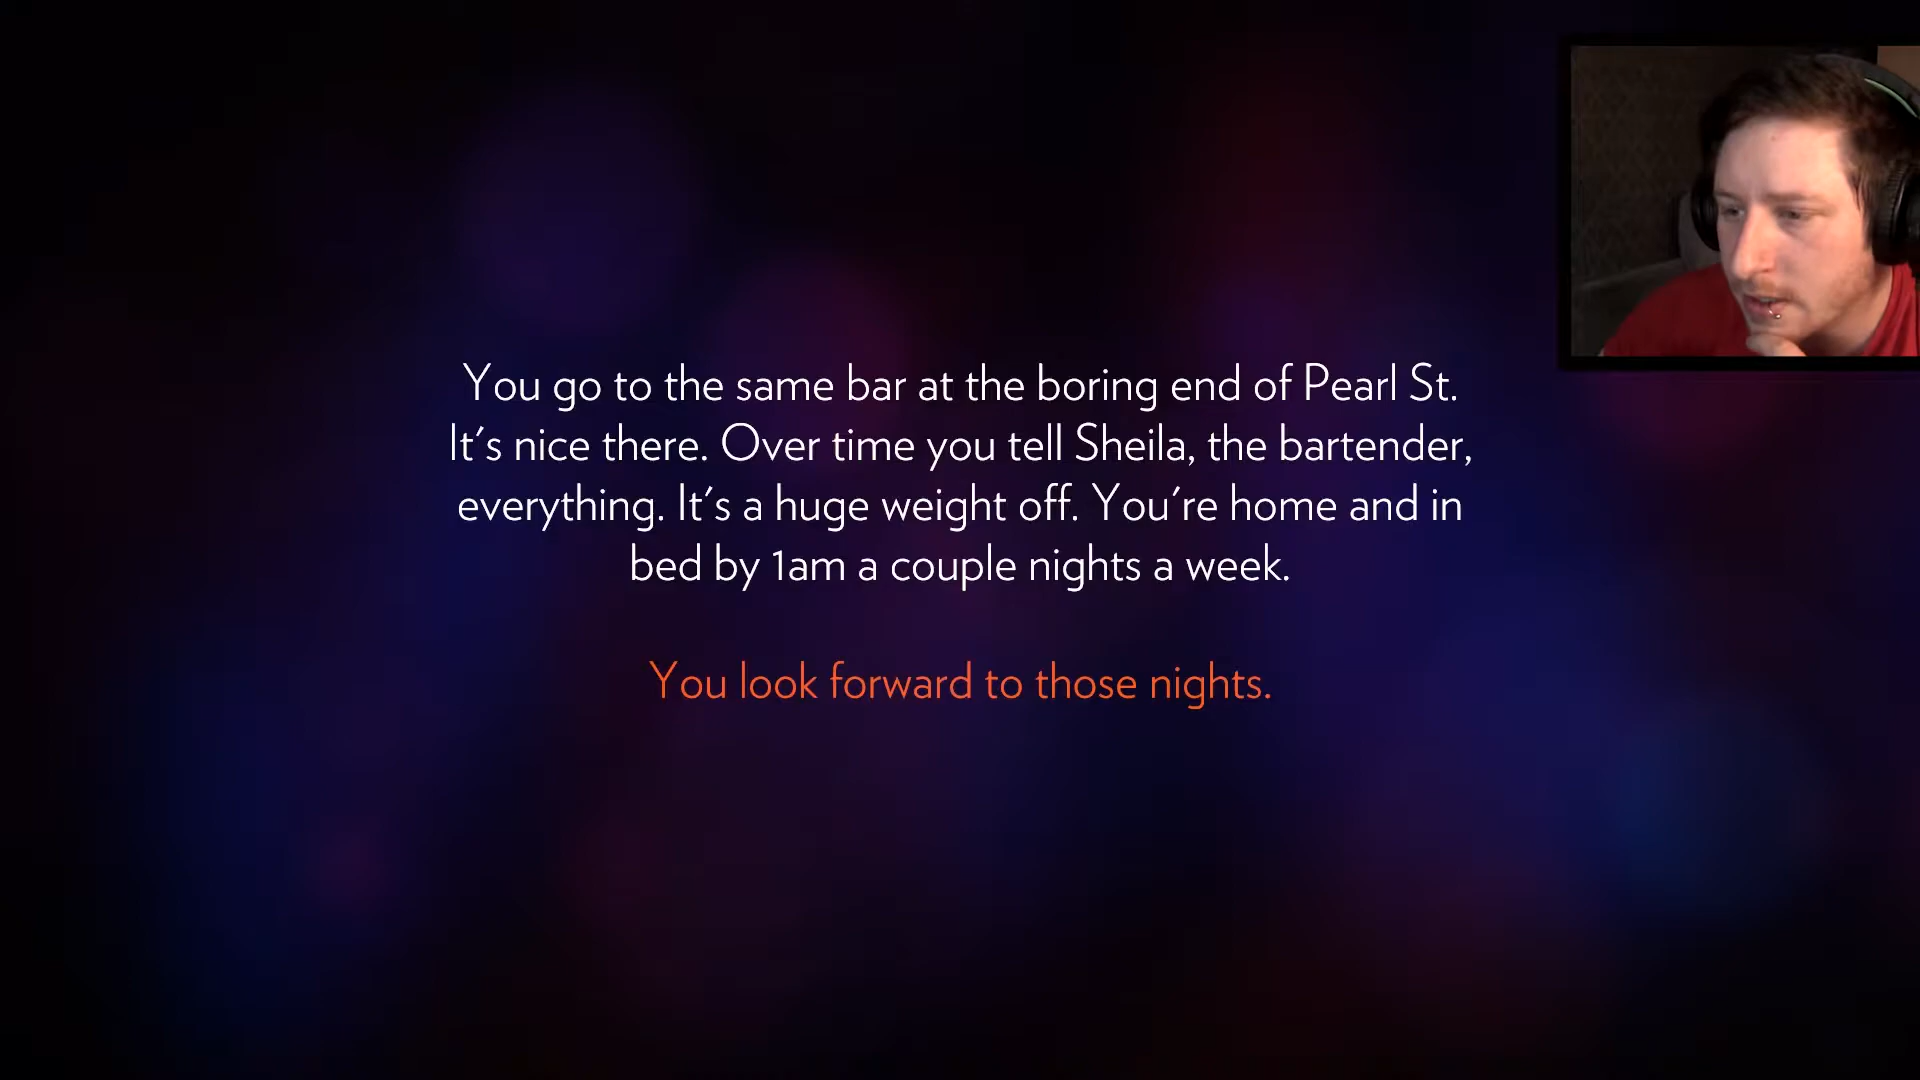 You go to the same bar at the boring end of Pearl St.
It's nice there. Over time you tell Sheila, the bartender,
everything. It's a huge weight off. You're home and in
bed by 1am a couple nights a week.
You look forward to those nights.